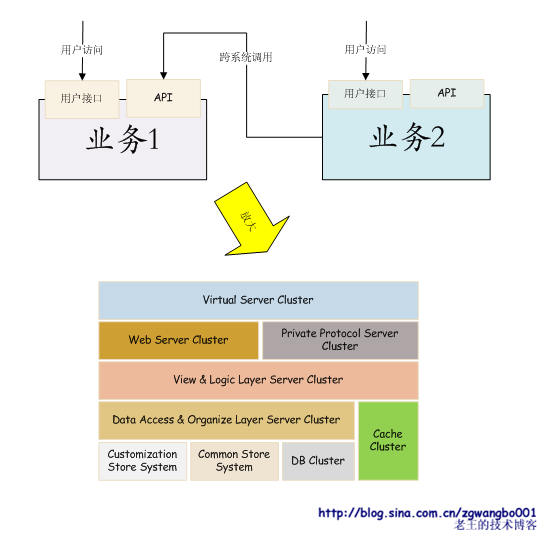 用户访问
跨系统调用
用户访问
用户接口
API
用户接口
API
业务1
业务2
放大
Virtual Server Cluster
Web Server Cluster
Private Protocol Server
Cluster
View & Logic Layer Server Cluster
Data Access & Organize Layer Server Cluster
Cache
Cluster
Customization
Store System
Common Store
System
DB Cluster
http://blog.sina.com.cn/zgwangbo001
老王的技术博客